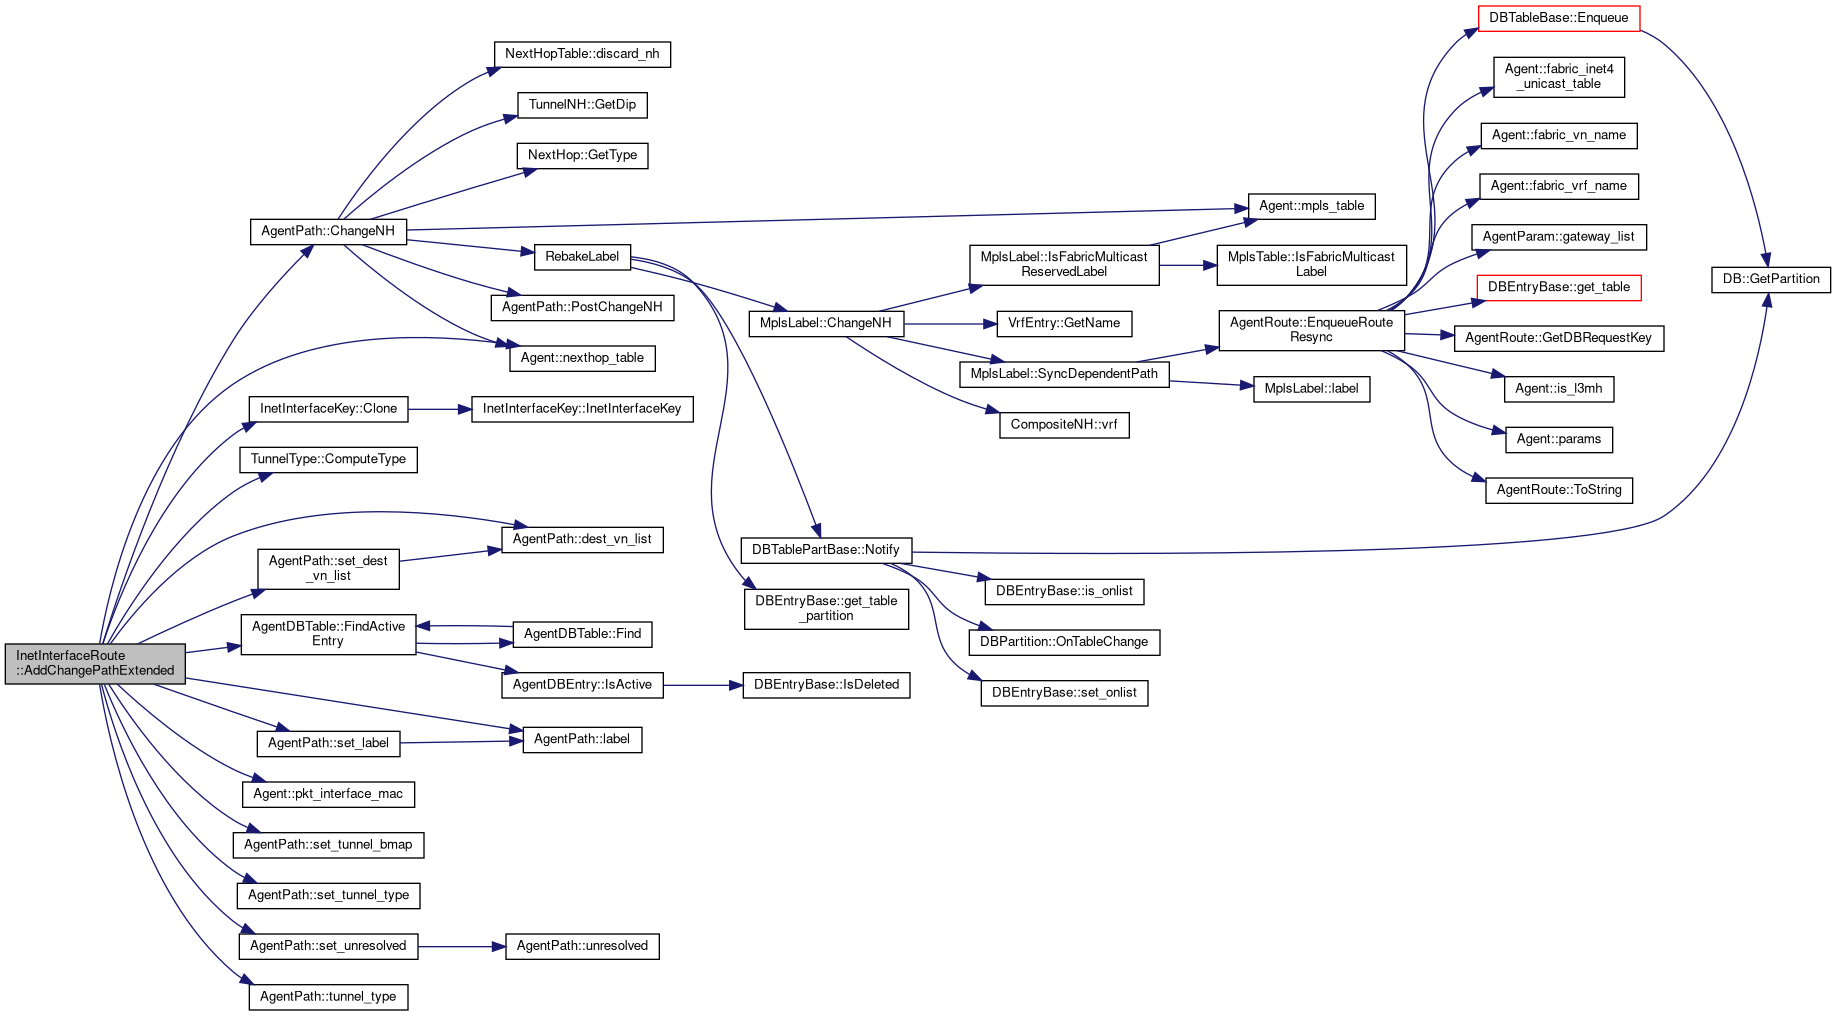 DBTableBase::Enqueue
NextHopTable::discard_nh
Agent::fabric_inet4
_unicast_table
TunnelNH::GetDip
Agent::fabric_vn_name
NextHop::GetType
Agent::fabric_vrf_name
Agent::mpls_table
AgentPath::ChangeNH
AgentParam::gateway_list
RebakeLabel
MplsLabel::IsFabricMulticast
ReservedLabel
MplsTable::IsFabricMulticast
Label
DB::GetPartition
DBEntryBase::get_table
AgentPath::PostChangeNH
MplsLabel::ChangeNH
VrfEntry::GetName
AgentRoute::EnqueueRoute
Resync
AgentRoute::GetDBRequestKey
Agent::nexthop_table
MplsLabel::SyncDependentPath
MplsLabel::label
Agent::is_l3mh
InetInterfaceKey::Clone
InetInterfaceKey::InetInterfaceKey
CompositeNH::vrf
Agent::params
TunnelType::ComputeType
AgentRoute::ToString
AgentPath::dest_vn_list
DBTablePartBase::Notify
AgentPath::set_dest
_vn_list
DBEntryBase::is_onlist
DBEntryBase::get_table
_partition
AgentDBTable::FindActive
Entry
AgentDBTable::Find
DBPartition::OnTableChange
InetInterfaceRoute
::AddChangePathExtended
AgentDBEntry::IsActive
DBEntryBase::IsDeleted
DBEntryBase::set_onlist
AgentPath::set_label
AgentPath::label
Agent::pkt_interface_mac
AgentPath::set_tunnel_bmap
AgentPath::set_tunnel_type
AgentPath::set_unresolved
AgentPath::unresolved
AgentPath::tunnel_type